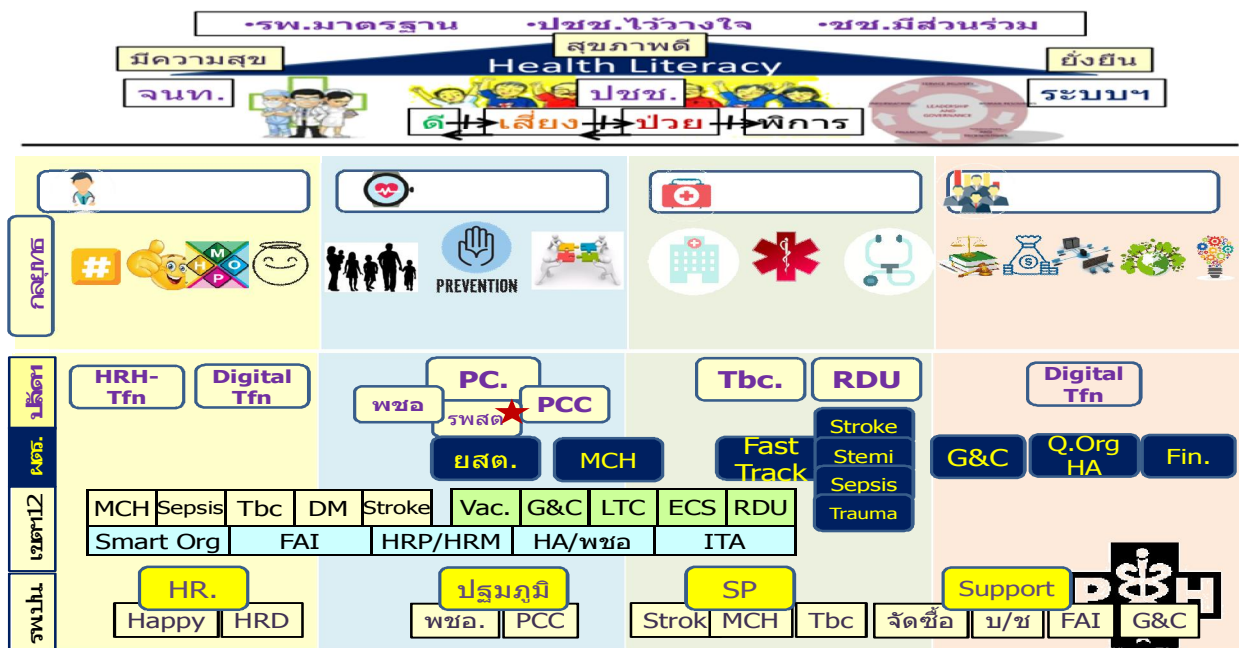 •รพ.มาตรฐาน •ปชช.ไว้วางใจ •ชช.มีส่วนร่วม
สุขภาพดี
มีความสุข Health Literacy ยั่งยืน
จนท. ปชช. ระบบฯ
ดี เสี่ยง ป่วย พิการ
LEADERSHIP AND GOVERNANCE
กลยุทธ
#
M
H O
P
PREVENTION
$
ปลัดฯ
HRH-Tfn
Digital Tfn
PC.
พชอ
รพสต
PCC
Tbc.
RDU
Digital Tfn
ผตร.
ยสต.
MCH
Fast Track
Stroke
Stemi
Sepsis
Trauma
G&C
Q.Org HA
Fin.
เขตฯ12
MCH Sepsis Tbc DM Stroke Vac. G&C LTC ECS RDU
Smart Org FAI HRP/HRM HA/พชอ ITA
รพปน.
HR. ปฐมภูมิ SP Support
Happy HRD พชอ. PCC Strok MCH Tbc จัดซื้อ บ/ช FAI G&C
P H